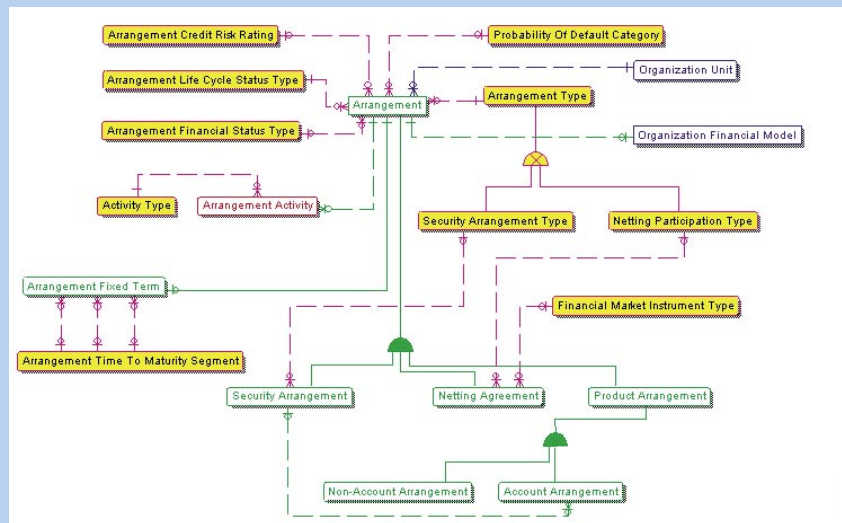 Arrangement Credit Risk Rating
Probability Of Default Category
Organization Unit
Arrangement Life Cycle Status Type
Arrangement Type
Arrangement
Arrangement Financial Status Type
Organization Financial Model
Activity Type
Arrangement Activity
Security Arrangement Type
Netting Participation Type
Arrangement Fixed Term
Financial Market Instrument Type
Arrangement Time To Maturity Segment
Security Arrangement
Netting Agreement
Product Arrangement
Non-Account Arrangement
Account Arrangement